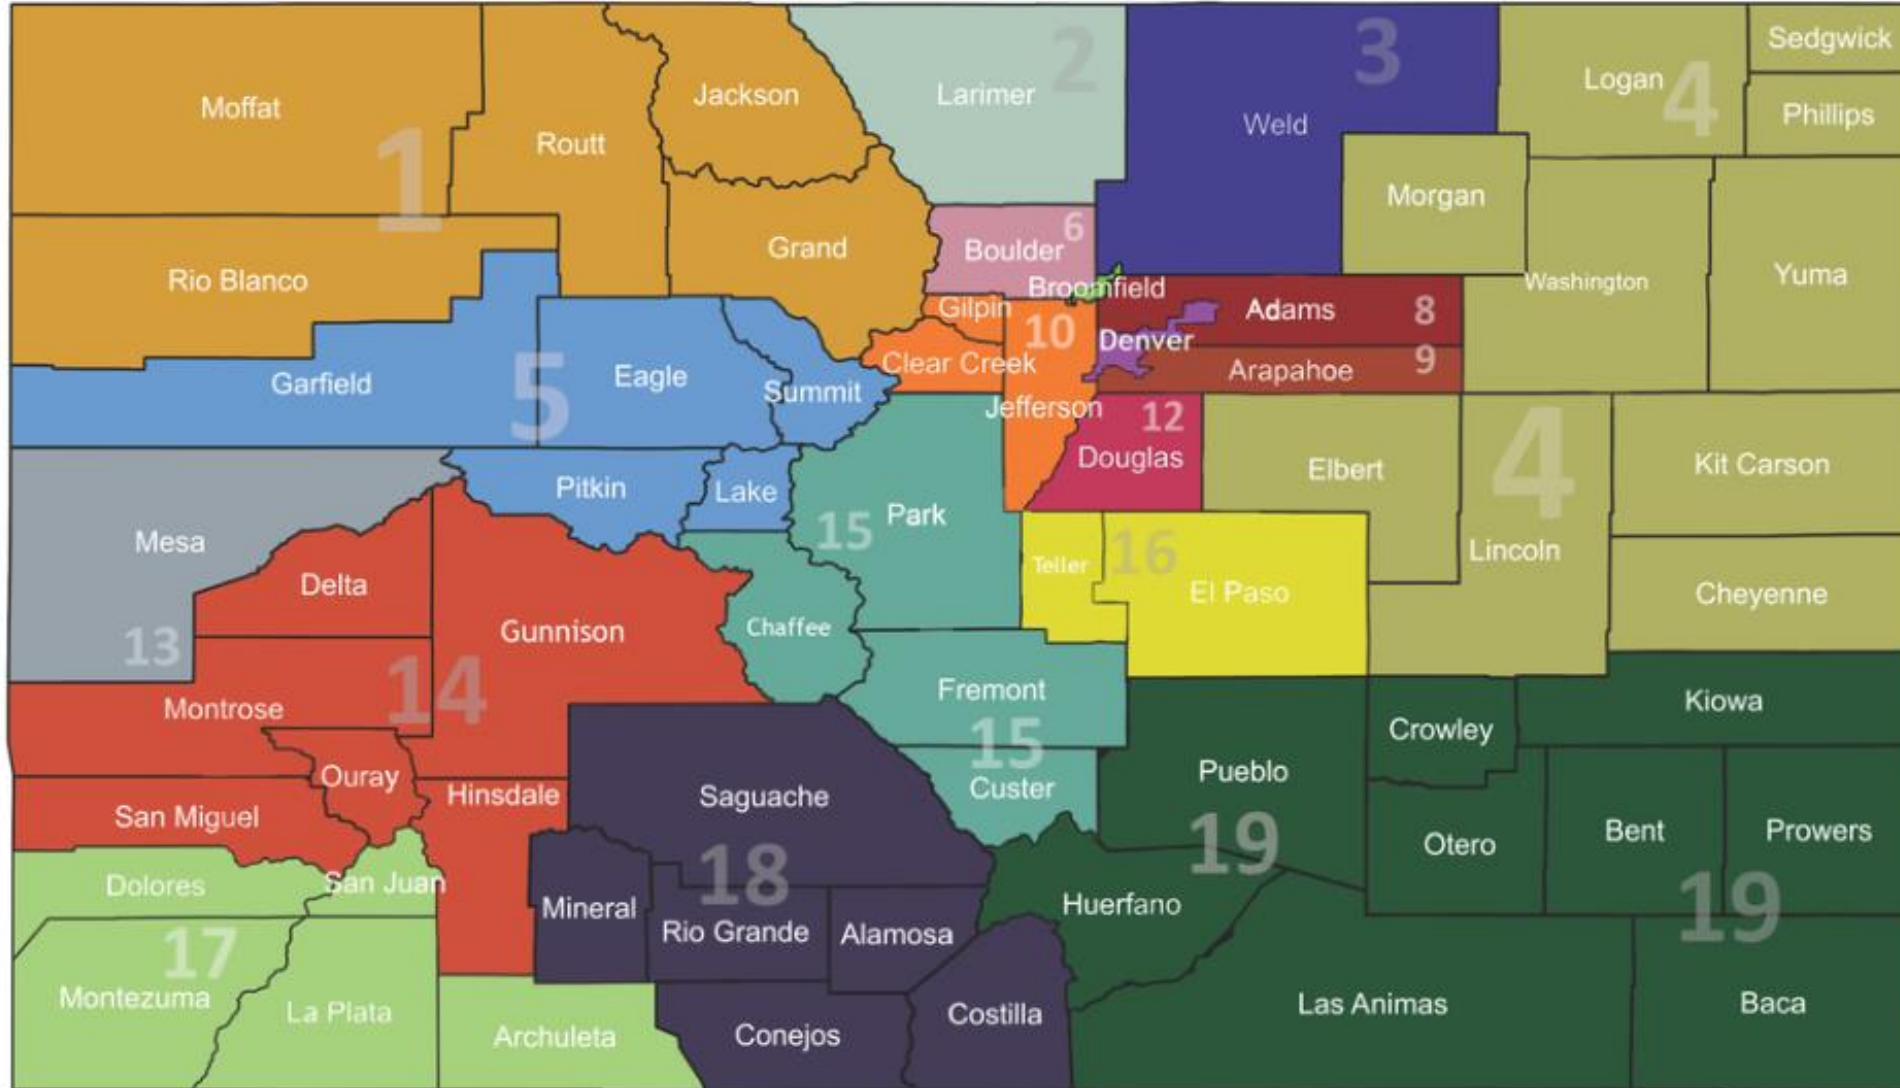 Moffat
1
Routt
Jackson
Larimer
2
Weld
3
Logan
4
Sedgwick
Phillips
Morgan
Rio Blanco
Grand
Boulder
6
Broomfield
Washington
Yuma
Garfield
5
Eagle
Summit
Gilpin
10
Clear Creek
Jefferson
Denver
Adams
8
Arapahoe
9
12
Douglas
Elbert
4
Lincoln
Kit Carson
Cheyenne
Mesa
13
Pitkin
Lake
15
Park
Teller
16
El Paso
Delta
Gunnison
Chaffee
14
Montrose
Fremont
15
Custer
Ouray
San Miguel
Hinsdale
Saguache
Pueblo
19
Crowley
Kiowa
Otero
Bent
Prowers
19
Dolores
San Juan
17
Montezuma
La Plata
Archuleta
Mineral
18
Rio Grande
Alamosa
Conejos
Costilla
Huerfano
Las Animas
Baca